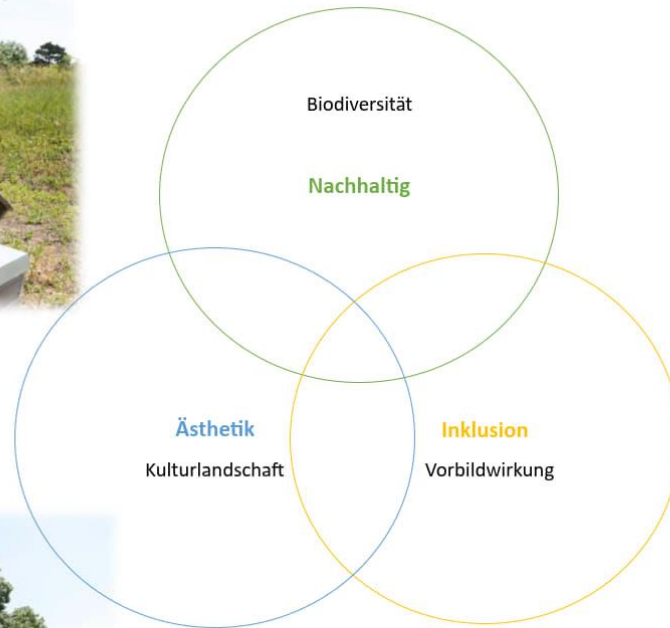 Biodiversität
Nachhaltig
Ästhetik
Kulturlandschaft
Inklusion
Vorbildwirkung